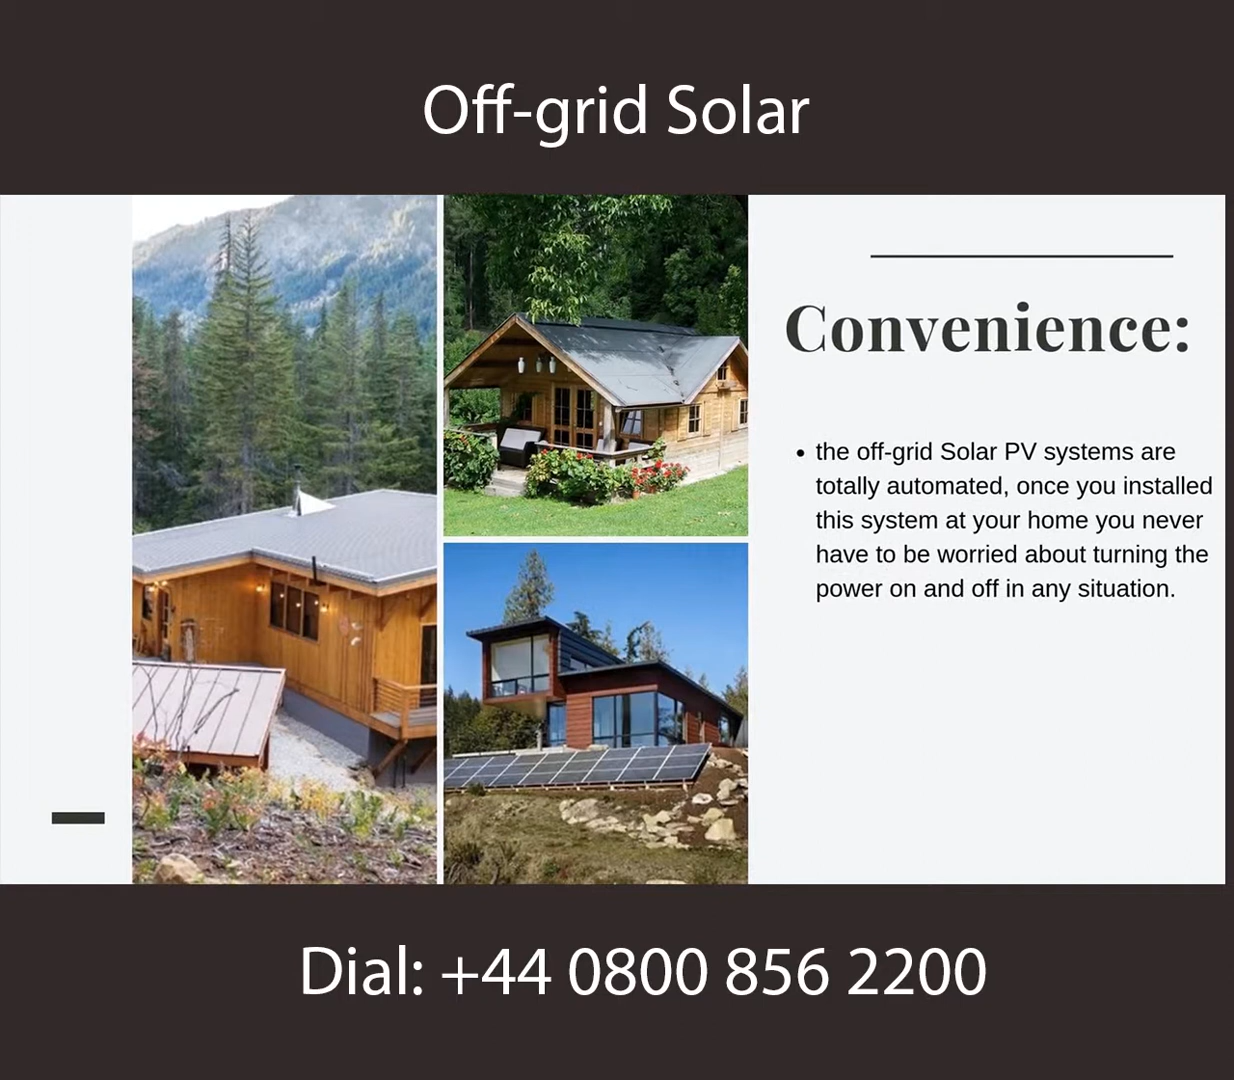 Off-grid Solar
Convenience:
• the off-grid Solar PV systems are
totally automated, once you installed
this system at your home you never
have to be worried about turning the
power on and off in any situation.
Dial: +44 0800 856 2200